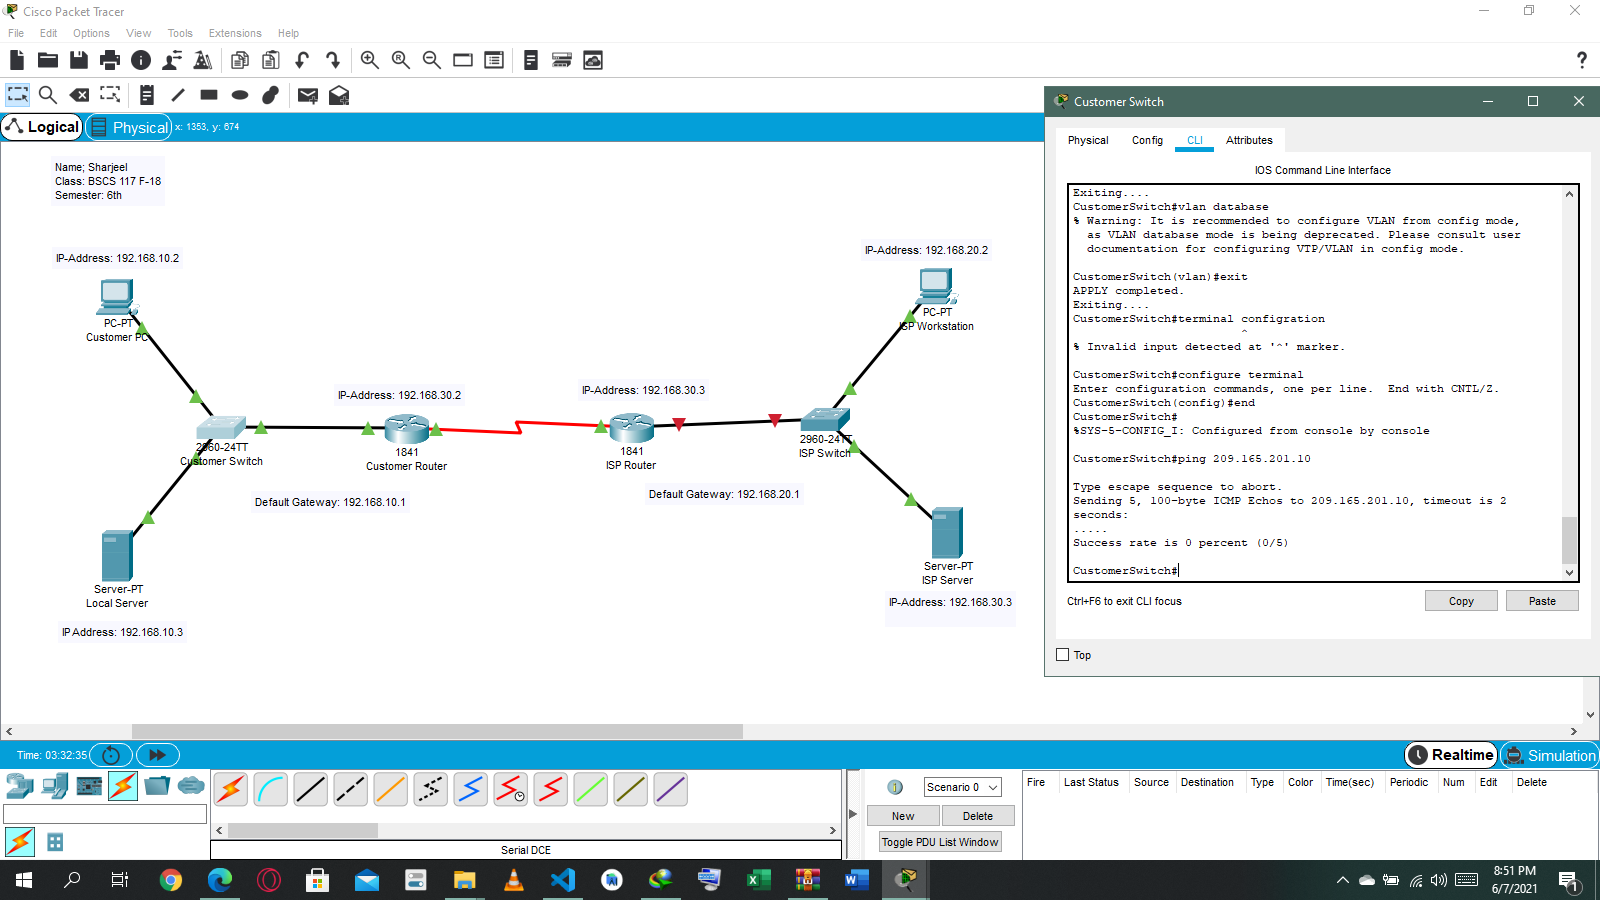 Cisco Packet Tracer
File Edit Options View Tools Extensions Help
Logical
Physical
x: 1353, y: 674
Name; Sharjeel
Class: BSCS 117 F-18
Semester: 6th
IP-Address: 192.168.10.2
PC-PT
Customer PC
IP-Address: 192.168.30.2
IP-Address: 192.168.30.3
IP-Address: 192.168.20.2
PC-PT
ISP Workstation
2960-24TT
Customer Switch
1841
Customer Router
1841
ISP Router
2960-24TT
ISP Switch
Default Gateway: 192.168.10.1
Default Gateway: 192.168.20.1
Server-PT
Local Server
IP Address: 192.168.10.3
Server-PT
ISP Server
IP-Address: 192.168.30.3
Customer Switch
Physical Config CLI Attributes
IOS Command Line Interface
Exiting....
CustomerSwitch#vlan database
% Warning: It is recommended to configure VLAN from config mode,
as VLAN database mode is being deprecated. Please consult user
documentation for configuring VTP/VLAN in config mode.
CustomerSwitch(vlan)#exit
APPLY completed.
Exiting....
CustomerSwitch#terminal configration
^
% Invalid input detected at '^' marker.
CustomerSwitch#configure terminal
Enter configuration commands, one per line. End with CNTL/Z.
CustomerSwitch(config)#end
CustomerSwitch#
%SYS-5-CONFIG_I: Configured from console by console
CustomerSwitch#ping 209.165.201.10
Type escape sequence to abort.
Sending 5, 100-byte ICMP Echos to 209.165.201.10, timeout is 2
seconds:
.....
Success rate is 0 percent (0/5)
CustomerSwitch#
Ctrl+F6 to exit CLI focus
Copy
Paste
Top
Time: 03:32:35
Realtime
Simulation
Serial DCE
Scenario 0
New
Delete
Toggle PDU List Window
Fire Last Status Source Destination Type Color Time(sec) Periodic Num Edit Delete
8:51 PM
6/7/2021
1